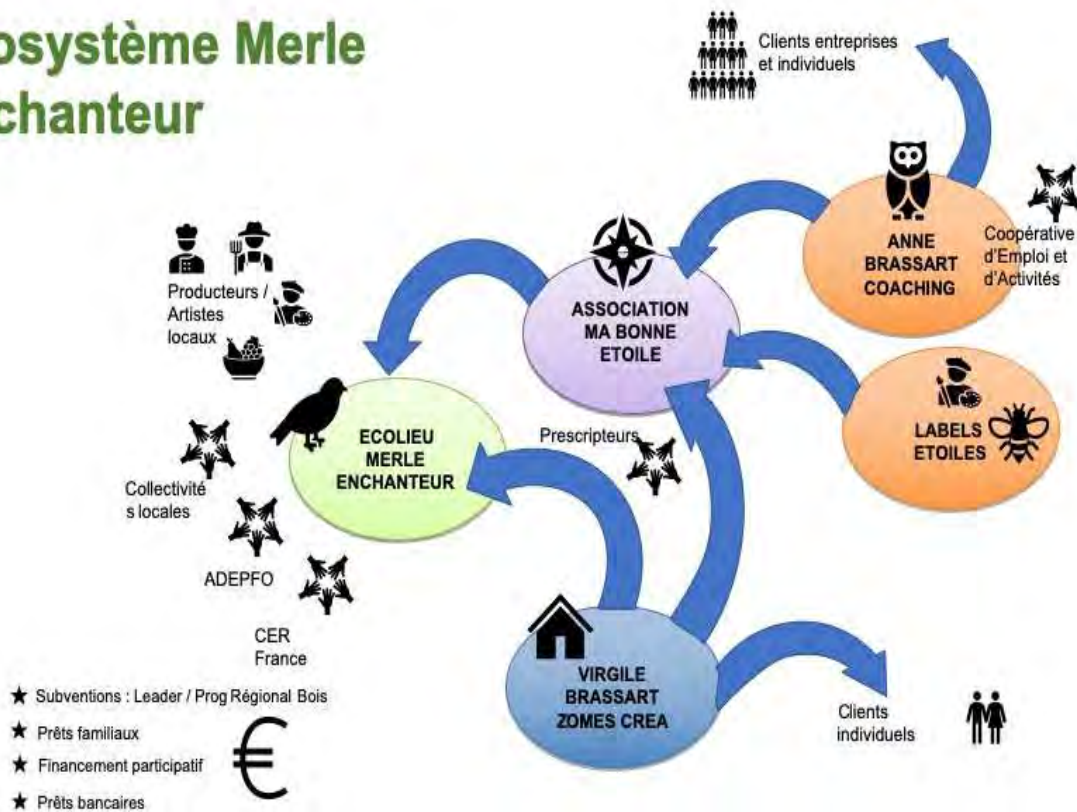 osystème Merle
chanteur
Clients entreprises
et individuels
ANNE
BRASSART
COACHING
Coopérative
d'Emploi et
d'Activités
Producteurs /
Artistes
locaux
ASSOCIATION
MA BONNE
ETOILE
LABELS
ETOILES
ECOLIEU
MERLE
ENCHANTEUR
Prescripteurs
Collectivité
s locales
ADEPFO
CER
France
VIRGILE
BRASSART
ZOMES CREA
Clients
individuels
★ Subventions : Leader / Prog Régional Bois
★ Prêts familiaux
★ Financement participatif
★ Prêts bancaires
€